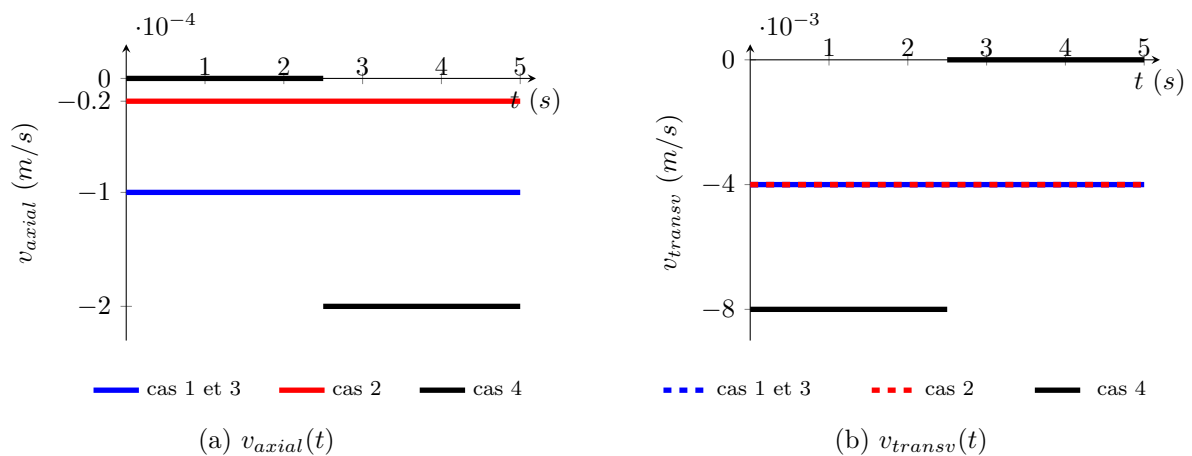 ·10⁻⁴
0 1 2 3 4 5
t (s)
−0.2
−1
−2
v_axial (m/s)
cas 1 et 3 cas 2 cas 4
(a) v_axial(t)
·10⁻³
0 1 2 3 4 5
t (s)
−4
−8
v_transv (m/s)
cas 1 et 3 cas 2 cas 4
(b) v_transv(t)